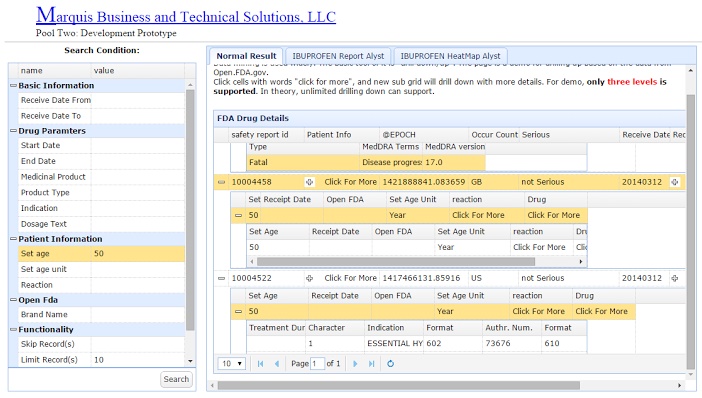 Marquis Business and Technical Solutions, LLC
Pool Two: Development Prototype
Search Condition:
name value
Basic Information
Receive Date From
Receive Date To
Drug Paramters
Start Date
End Date
Medicinal Product
Product Type
Indication
Dosage Text
Patient Information
Set age 50
Set age unit
Reaction
Open Fda
Brand Name
Functionality
Skip Record(s)
Limit Record(s) 10
Search
Normal Result IBUPROFEN Report Alyst IBUPROFEN HeatMap Alyst
Open.FDA.gov.
Click cells with words "click for more", and new sub grid will drill down with more details. For demo, only three levels is
supported. In theory, unlimited drilling down can support.
FDA Drug Details
safety report id Patient Info @EPOCH Occur Count Serious Receive Date Rec
Type MedDRA Terms MedDRA version
Fatal Disease progres 17.0
10004458 Click For More 1421888841.083659 GB not Serious 20140312
Set Receipt Date Open FDA Set Age Unit reaction Drug
50 Year Click For More Click For More
Set Age Receipt Date Open FDA Set Age Unit reaction Dru
50 Year Click For More Clic
10004522 Click For More 1417466131.85916 US not Serious 20140312
Set Age Receipt Date Open FDA Set Age Unit reaction Drug
50 Year Click For More Click For More
Treatment Dur Character Indication Format Authr. Num. Format
1 ESSENTIAL HY 602 73676 610
10 Page 1 of 1